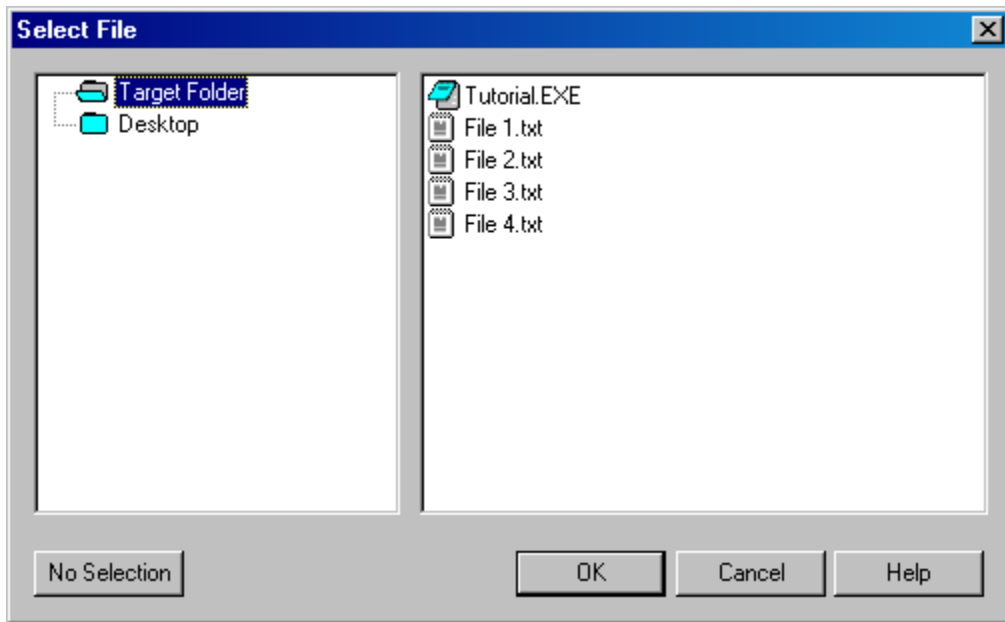 Select File
Target Folder
Desktop
Tutorial.EXE
File 1.txt
File 2.txt
File 3.txt
File 4.txt
No Selection
OK
Cancel
Help